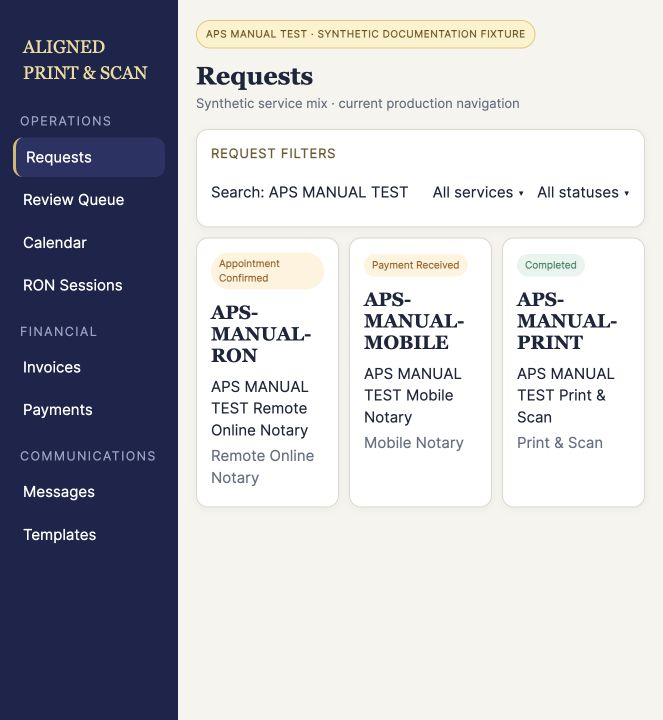 ALIGNED
PRINT & SCAN
OPERATIONS
Requests
Review Queue
Calendar
RON Sessions
FINANCIAL
Invoices
Payments
COMMUNICATIONS
Messages
Templates
APS MANUAL TEST · SYNTHETIC DOCUMENTATION FIXTURE
Requests
Synthetic service mix · current production navigation
REQUEST FILTERS
Search: APS MANUAL TEST All services ▾ All statuses ▾
Appointment
Confirmed
APS-
MANUAL-
RON
APS MANUAL
TEST Remote
Online Notary
Remote Online
Notary
Payment Received
APS-
MANUAL-
MOBILE
APS MANUAL
TEST Mobile
Notary
Mobile Notary
Completed
APS-
MANUAL-
PRINT
APS MANUAL
TEST Print &
Scan
Print & Scan